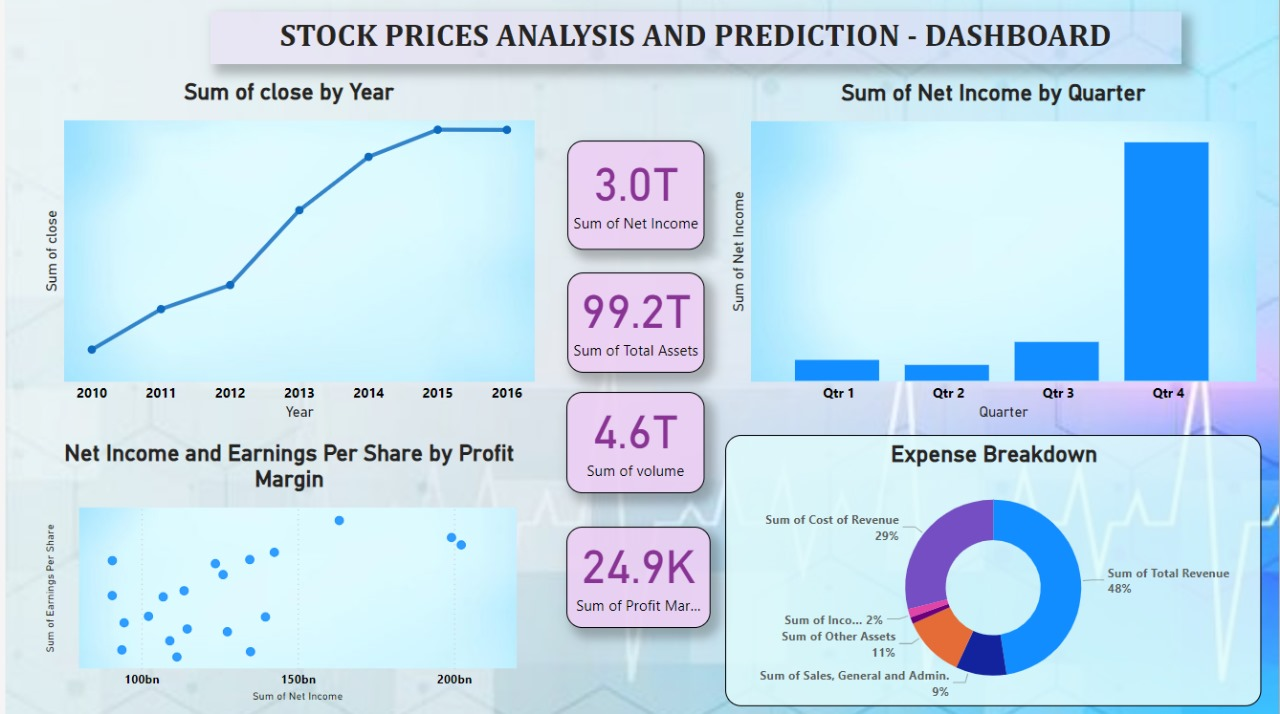 STOCK PRICES ANALYSIS AND PREDICTION - DASHBOARD
Sum of close by Year
Sum of close
2010 2011 2012 2013 2014 2015 2016
Year
3.0T
Sum of Net Income
99.2T
Sum of Total Assets
4.6T
Sum of volume
24.9K
Sum of Profit Mar...
Sum of Net Income by Quarter
Sum of Net Income
Qtr 1 Qtr 2 Qtr 3 Qtr 4
Quarter
Net Income and Earnings Per Share by Profit
Margin
Sum of Earnings Per Share
100bn 150bn 200bn
Sum of Net Income
Expense Breakdown
Sum of Cost of Revenue
29%
Sum of Total Revenue
48%
Sum of Inco... 2%
Sum of Other Assets
11%
Sum of Sales, General and Admin.
9%